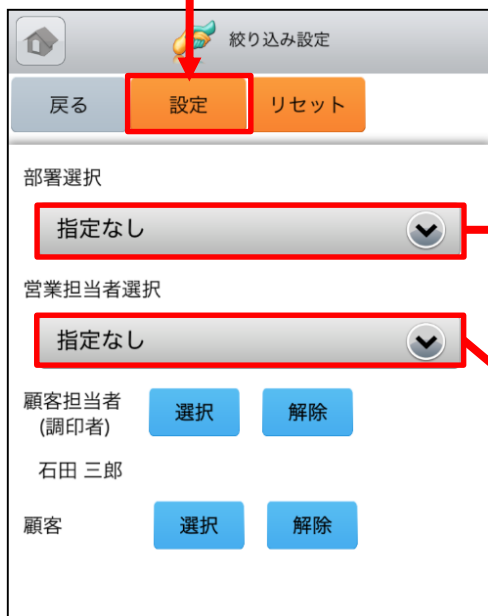 絞り込み設定
戻る 設定 リセット
部署選択
指定なし
営業担当者選択
指定なし
顧客担当者
(調印者)
選択 解除
石田 三郎
顧客 選択 解除